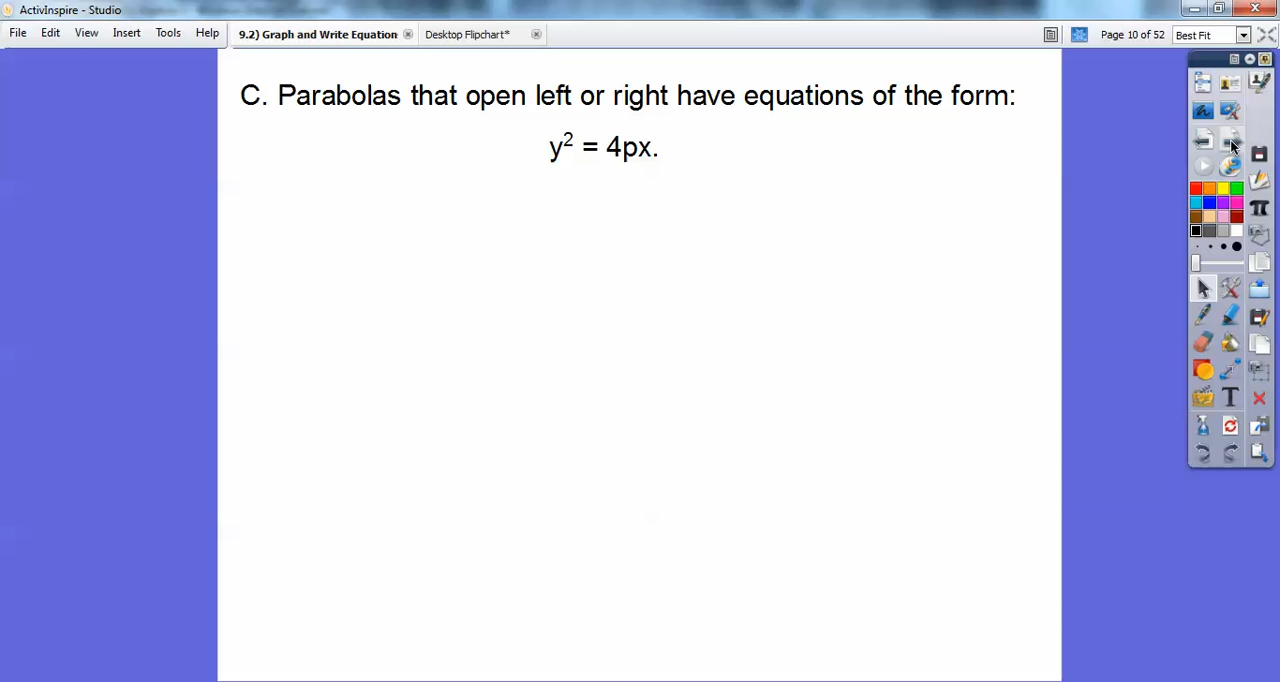 ActivInspire - Studio
File Edit View Insert Tools Help
9.2) Graph and Write Equation
Desktop Flipchart*
Page 10 of 52
Best Fit
C. Parabolas that open left or right have equations of the form:
y² = 4px.